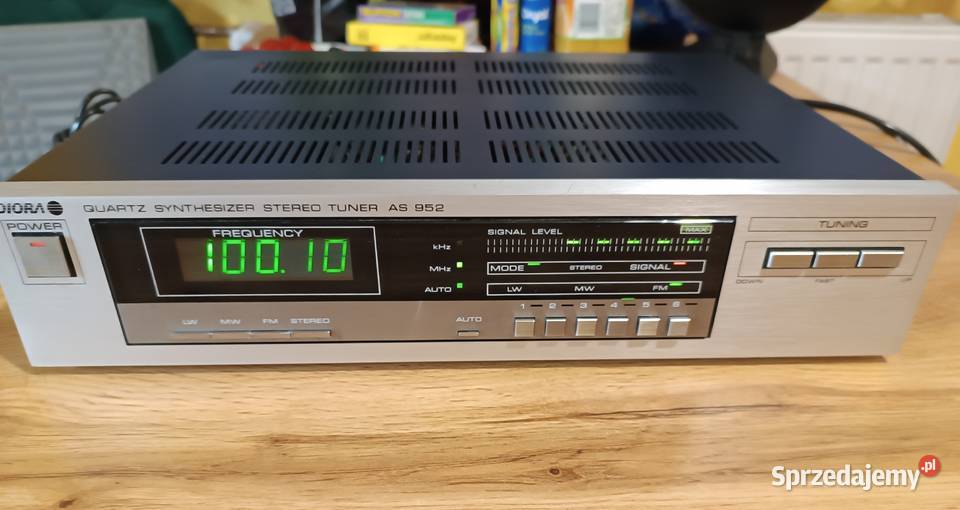 DIORA QUARTZ SYNTHESIZER STEREO TUNER AS 952
POWER
FREQUENCY
100.10
kHz
MHz
AUTO
SIGNAL LEVEL
MAX
MODE STEREO SIGNAL
LW MW FM
TUNING
DOWN FAST UP
LW MW FM STEREO
AUTO
1 2 3 4 5 6
Sprzedajemy.pl